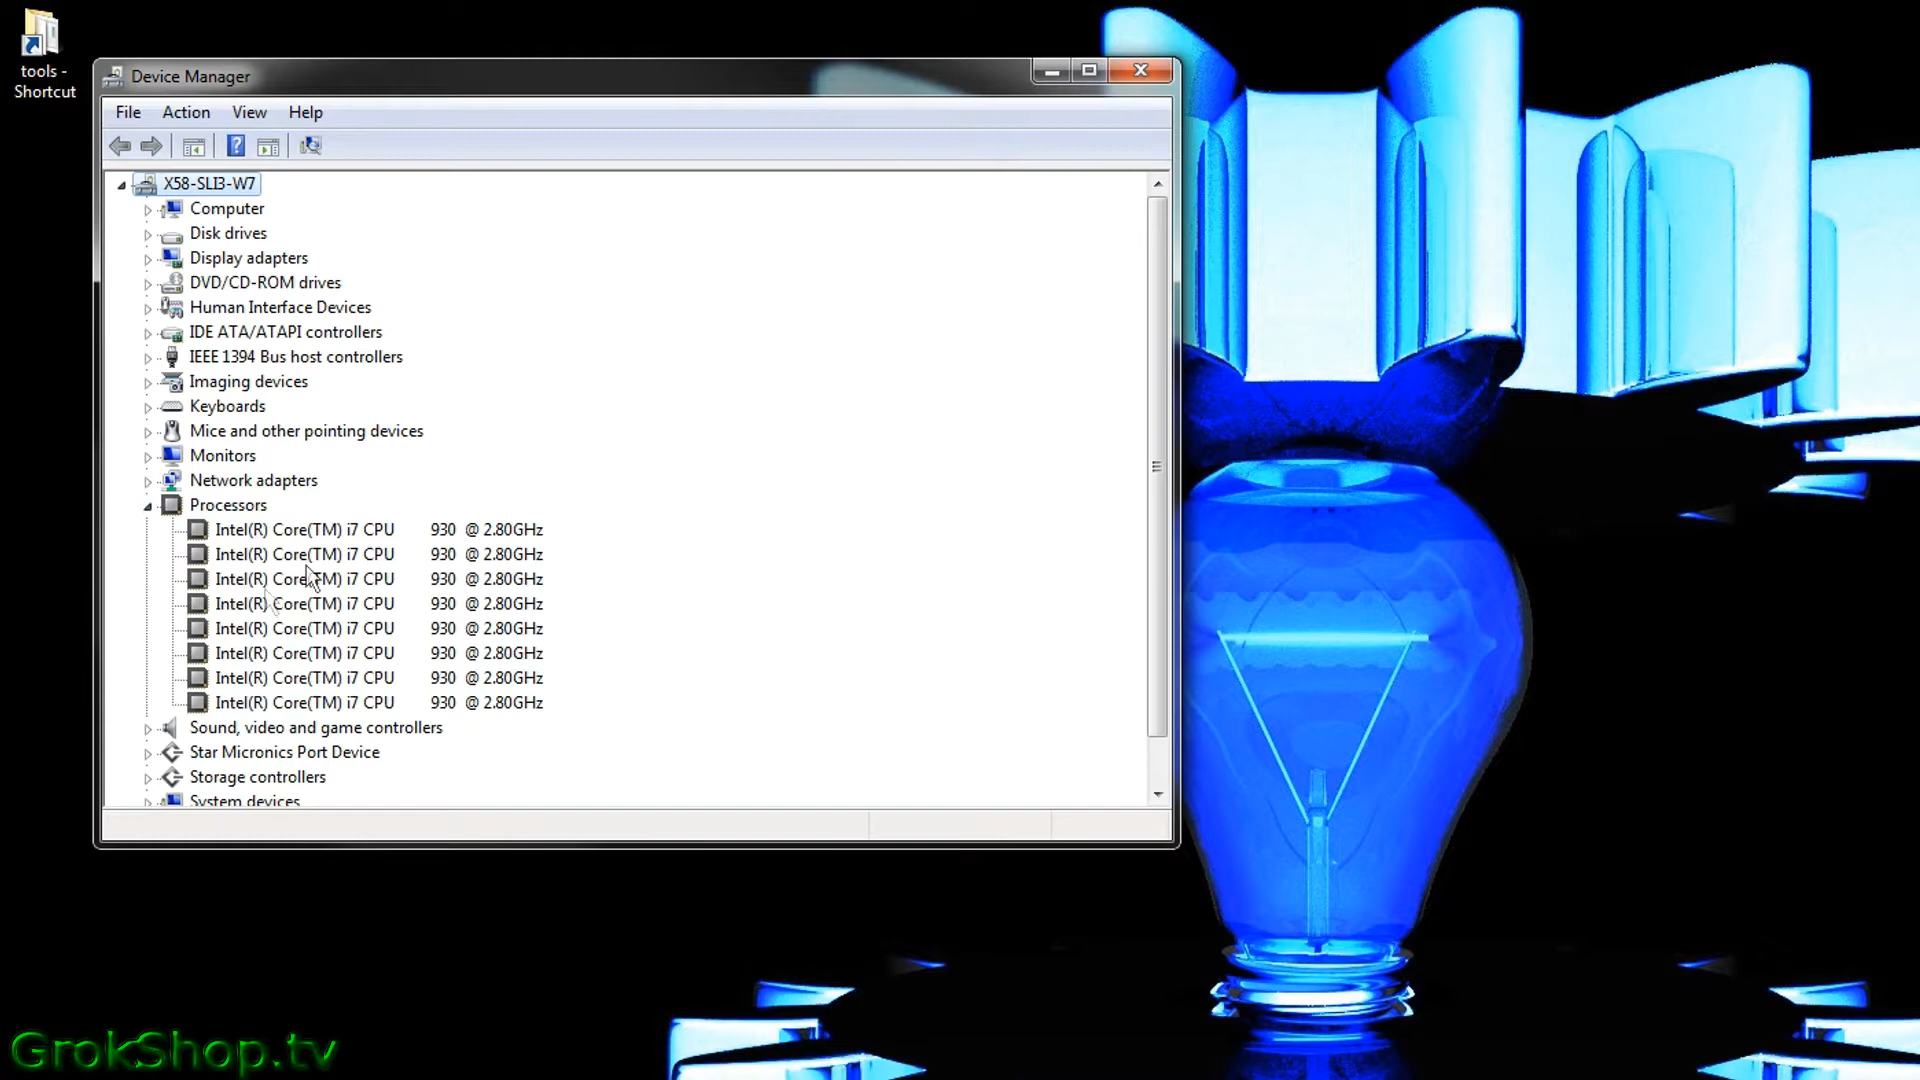 tools -
Shortcut
Device Manager
File Action View Help
X58-SLI3-W7
Computer
Disk drives
Display adapters
DVD/CD-ROM drives
Human Interface Devices
IDE ATA/ATAPI controllers
IEEE 1394 Bus host controllers
Imaging devices
Keyboards
Mice and other pointing devices
Monitors
Network adapters
Processors
Intel(R) Core(TM) i7 CPU 930 @ 2.80GHz
Intel(R) Core(TM) i7 CPU 930 @ 2.80GHz
Intel(R) Core(TM) i7 CPU 930 @ 2.80GHz
Intel(R) Core(TM) i7 CPU 930 @ 2.80GHz
Intel(R) Core(TM) i7 CPU 930 @ 2.80GHz
Intel(R) Core(TM) i7 CPU 930 @ 2.80GHz
Intel(R) Core(TM) i7 CPU 930 @ 2.80GHz
Intel(R) Core(TM) i7 CPU 930 @ 2.80GHz
Sound, video and game controllers
Star Micronics Port Device
Storage controllers
System devices
GrokShop.tv